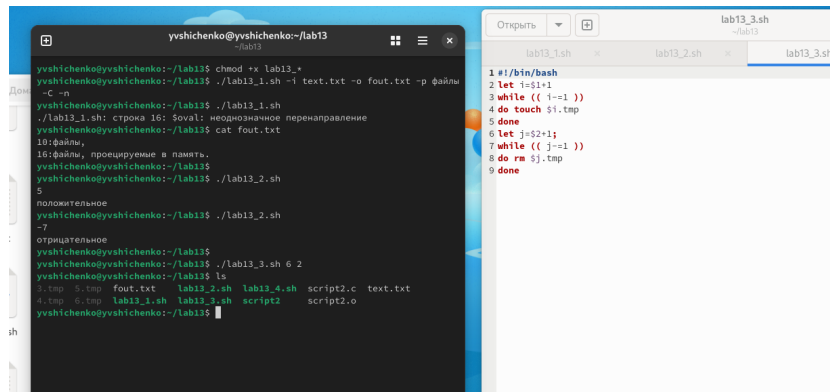 yvshichenko@yvshichenko:~/lab13
~/lab13
yvshichenko@yvshichenko:~/lab13$ chmod +x lab13_*
yvshichenko@yvshichenko:~/lab13$ ./lab13_1.sh -i text.txt -o fout.txt -p файлы
-C -n
yvshichenko@yvshichenko:~/lab13$ ./lab13_1.sh
./lab13_1.sh: строка 16: $oval: неоднозначное перенаправление
yvshichenko@yvshichenko:~/lab13$ cat fout.txt
10:файлы,
16:файлы, проецируемые в память.
yvshichenko@yvshichenko:~/lab13$
yvshichenko@yvshichenko:~/lab13$ ./lab13_2.sh
5
положительное
yvshichenko@yvshichenko:~/lab13$ ./lab13_2.sh
-7
отрицательное
yvshichenko@yvshichenko:~/lab13$
yvshichenko@yvshichenko:~/lab13$ ./lab13_3.sh 6 2
yvshichenko@yvshichenko:~/lab13$ ls
3.tmp 5.tmp fout.txt lab13_2.sh lab13_4.sh script2.c text.txt
4.tmp 6.tmp lab13_1.sh lab13_3.sh script2 script2.o
yvshichenko@yvshichenko:~/lab13$
Открыть
lab13_3.sh
~/lab13
lab13_1.sh × lab13_2.sh × lab13_3.sh
1 #!/bin/bash
2 let i=$1+1
3 while (( i-=1 ))
4 do touch $i.tmp
5 done
6 let j=$2+1;
7 while (( j-=1 ))
8 do rm $j.tmp
9 done
Дома
sh